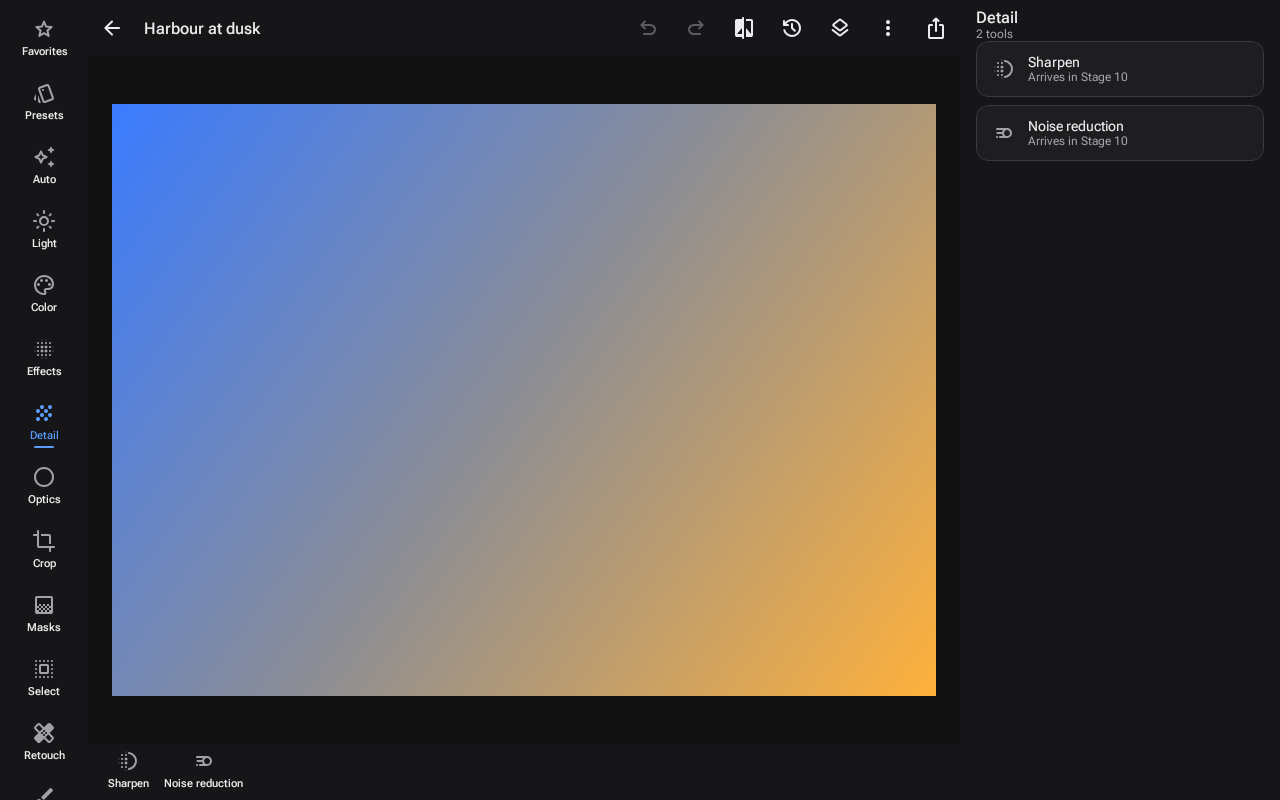 Favorites
Presets
Auto
Light
Color
Effects
Detail
Optics
Crop
Masks
Select
Retouch
Harbour at dusk
Sharpen
Noise reduction
Detail
2 tools
Sharpen
Arrives in Stage 10
Noise reduction
Arrives in Stage 10